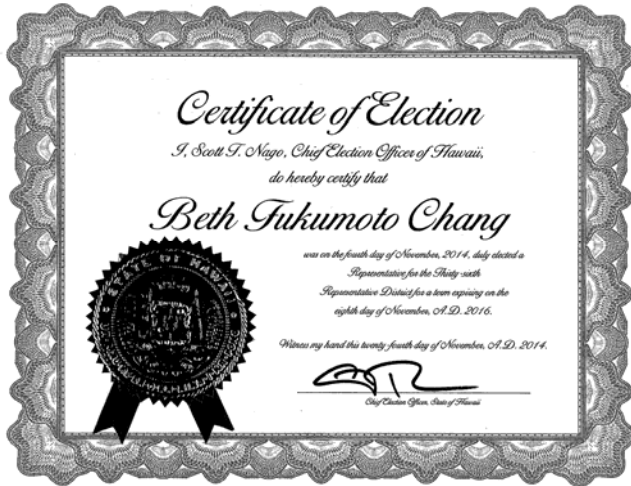 Certificate of Election
I, Scott T. Nago, Chief Election Officer of Hawaii,
do hereby certify that
Beth Fukumoto Chang
was on the fourth day of November, 2014, duly elected a
Representative for the Thirty-sixth
Representative District for a term expiring on the
eighth day of November, A.D. 2016.
Witness my hand this twenty-fourth day of November, A.D. 2014.
Chief Election Officer, State of Hawaii
STATE OF HAWAII